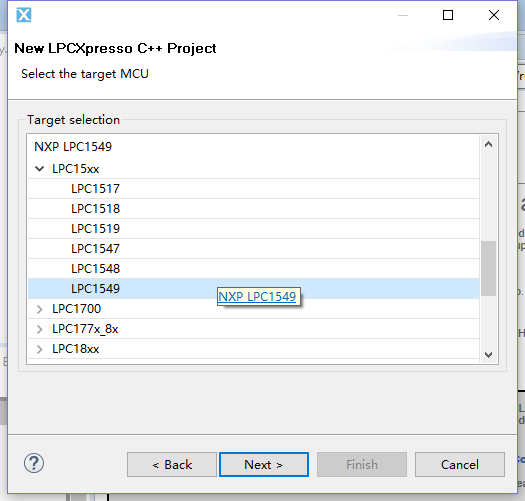 New LPCXpresso C++ Project
Select the target MCU
Target selection
NXP LPC1549
LPC15xx
LPC1517
LPC1518
LPC1519
LPC1547
LPC1548
LPC1549
NXP LPC1549
LPC1700
LPC177x_8x
LPC18xx
< Back
Next >
Finish
Cancel